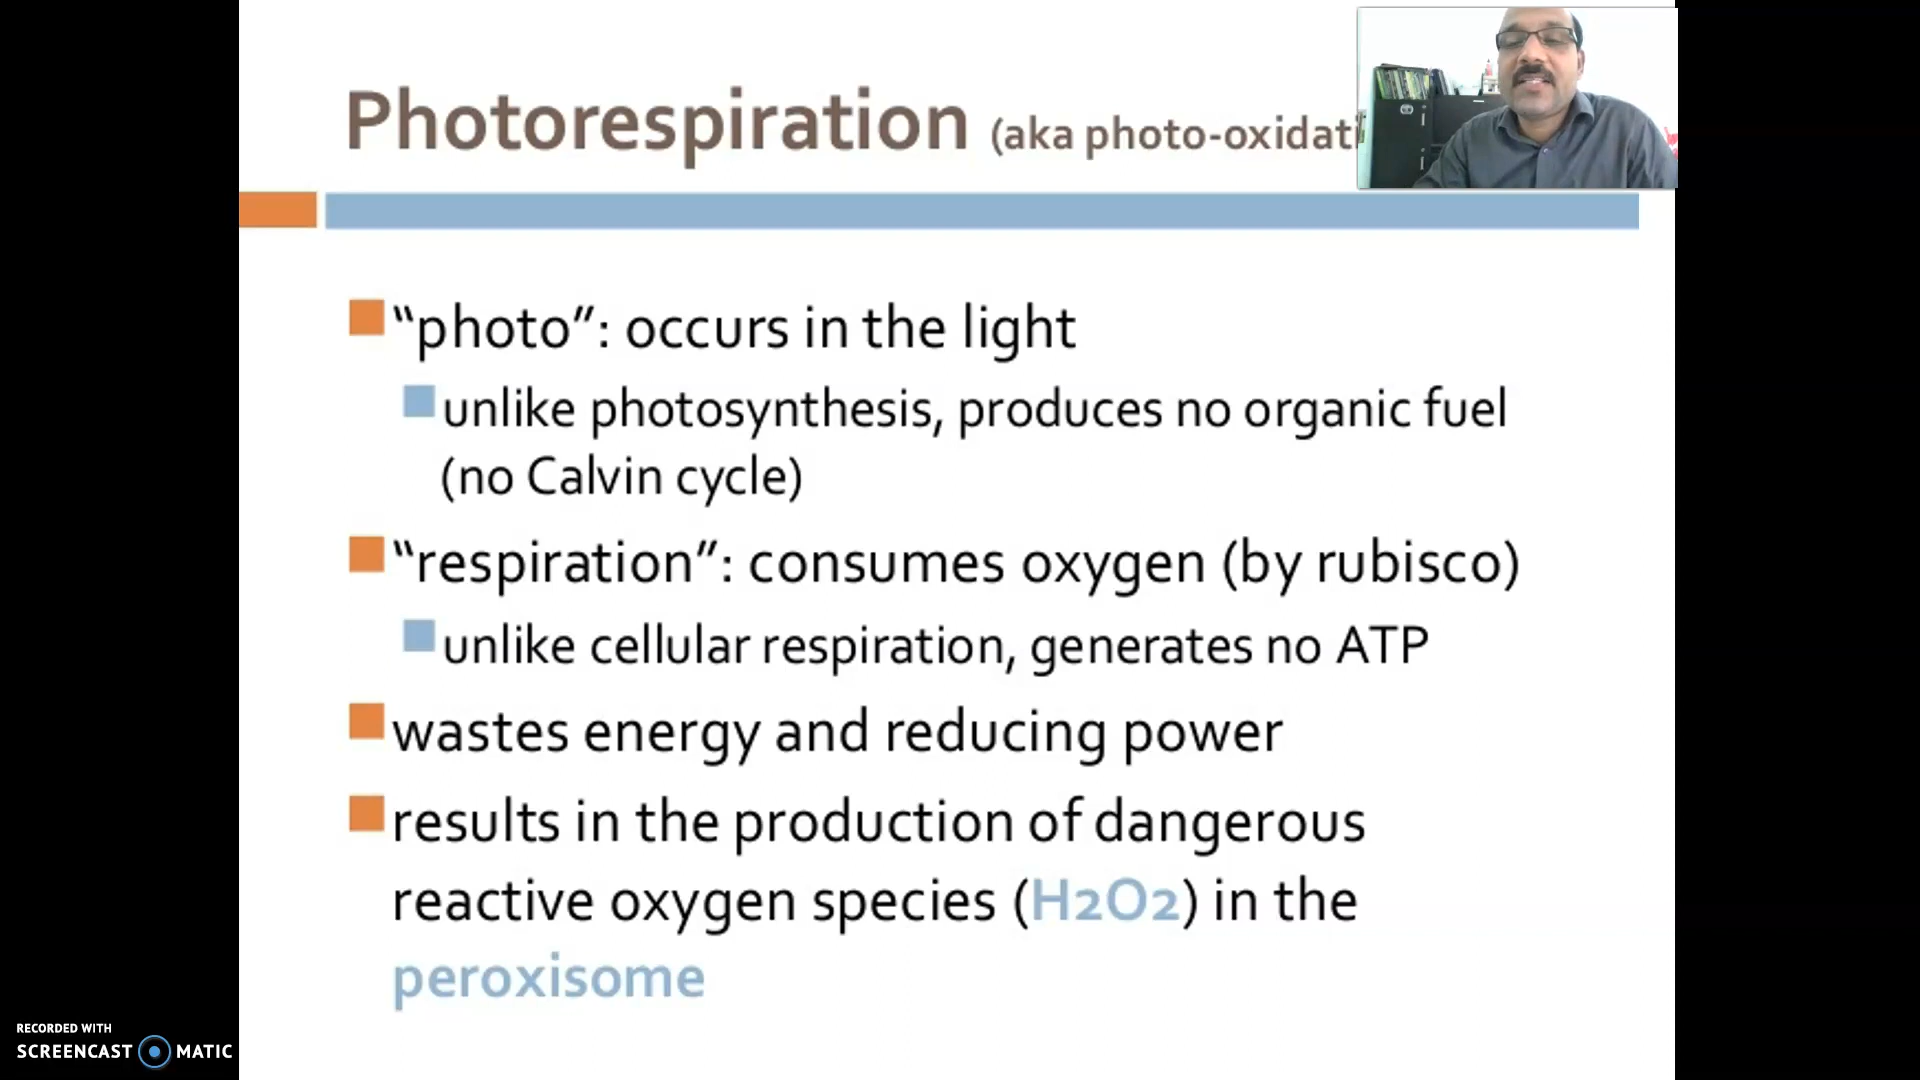 Photorespiration (aka photo-oxidati
“photo”: occurs in the light
unlike photosynthesis, produces no organic fuel
(no Calvin cycle)
“respiration”: consumes oxygen (by rubisco)
unlike cellular respiration, generates no ATP
wastes energy and reducing power
results in the production of dangerous
reactive oxygen species (H2O2) in the
peroxisome
RECORDED WITH
SCREENCAST MATIC